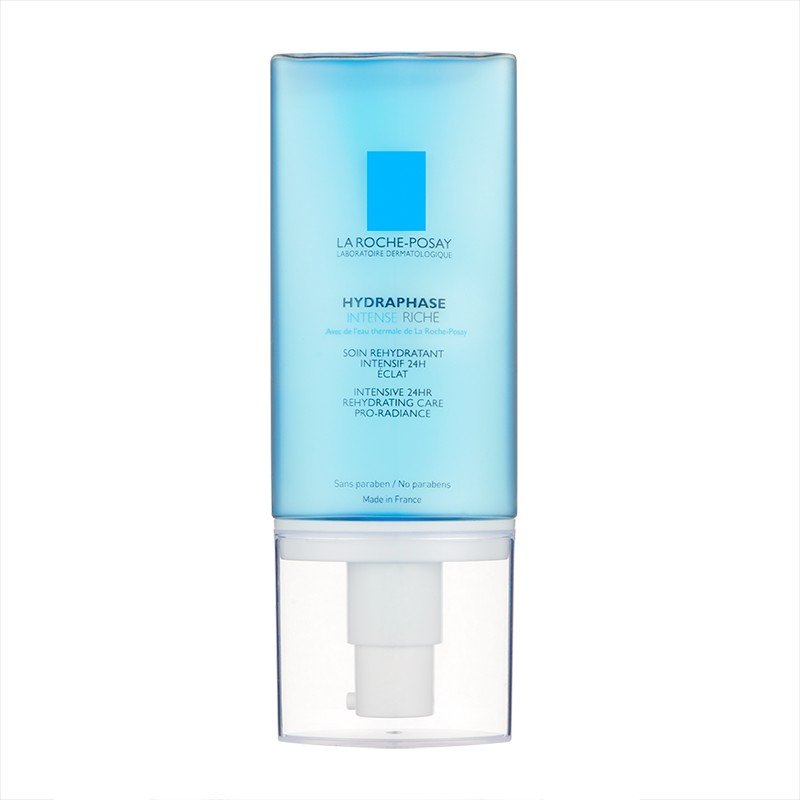 LA ROCHE-POSAY
LABORATOIRE DERMATOLOGIQUE
HYDRAPHASE
INTENSE RICHE
Avec de l'eau thermale de La Roche-Posay
SOIN REHYDRATANT
INTENSIF 24H
ÉCLAT
INTENSIVE 24HR
REHYDRATING CARE
PRO-RADIANCE
Sans paraben / No parabens
Made in France